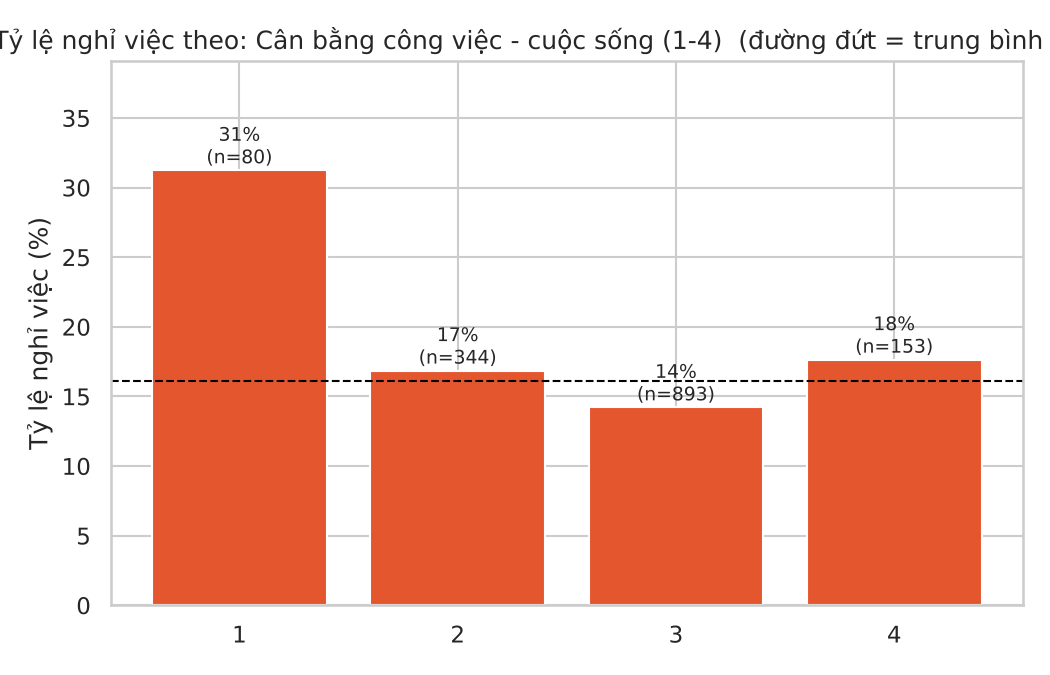 Tỷ lệ nghỉ việc theo: Cân bằng công việc - cuộc sống (1-4)  (đường đứt = trung bình
35
30
25
20
15
10
5
0
Tỷ lệ nghỉ việc (%)
31%
(n=80)
17%
(n=344)
14%
(n=893)
18%
(n=153)
1
2
3
4